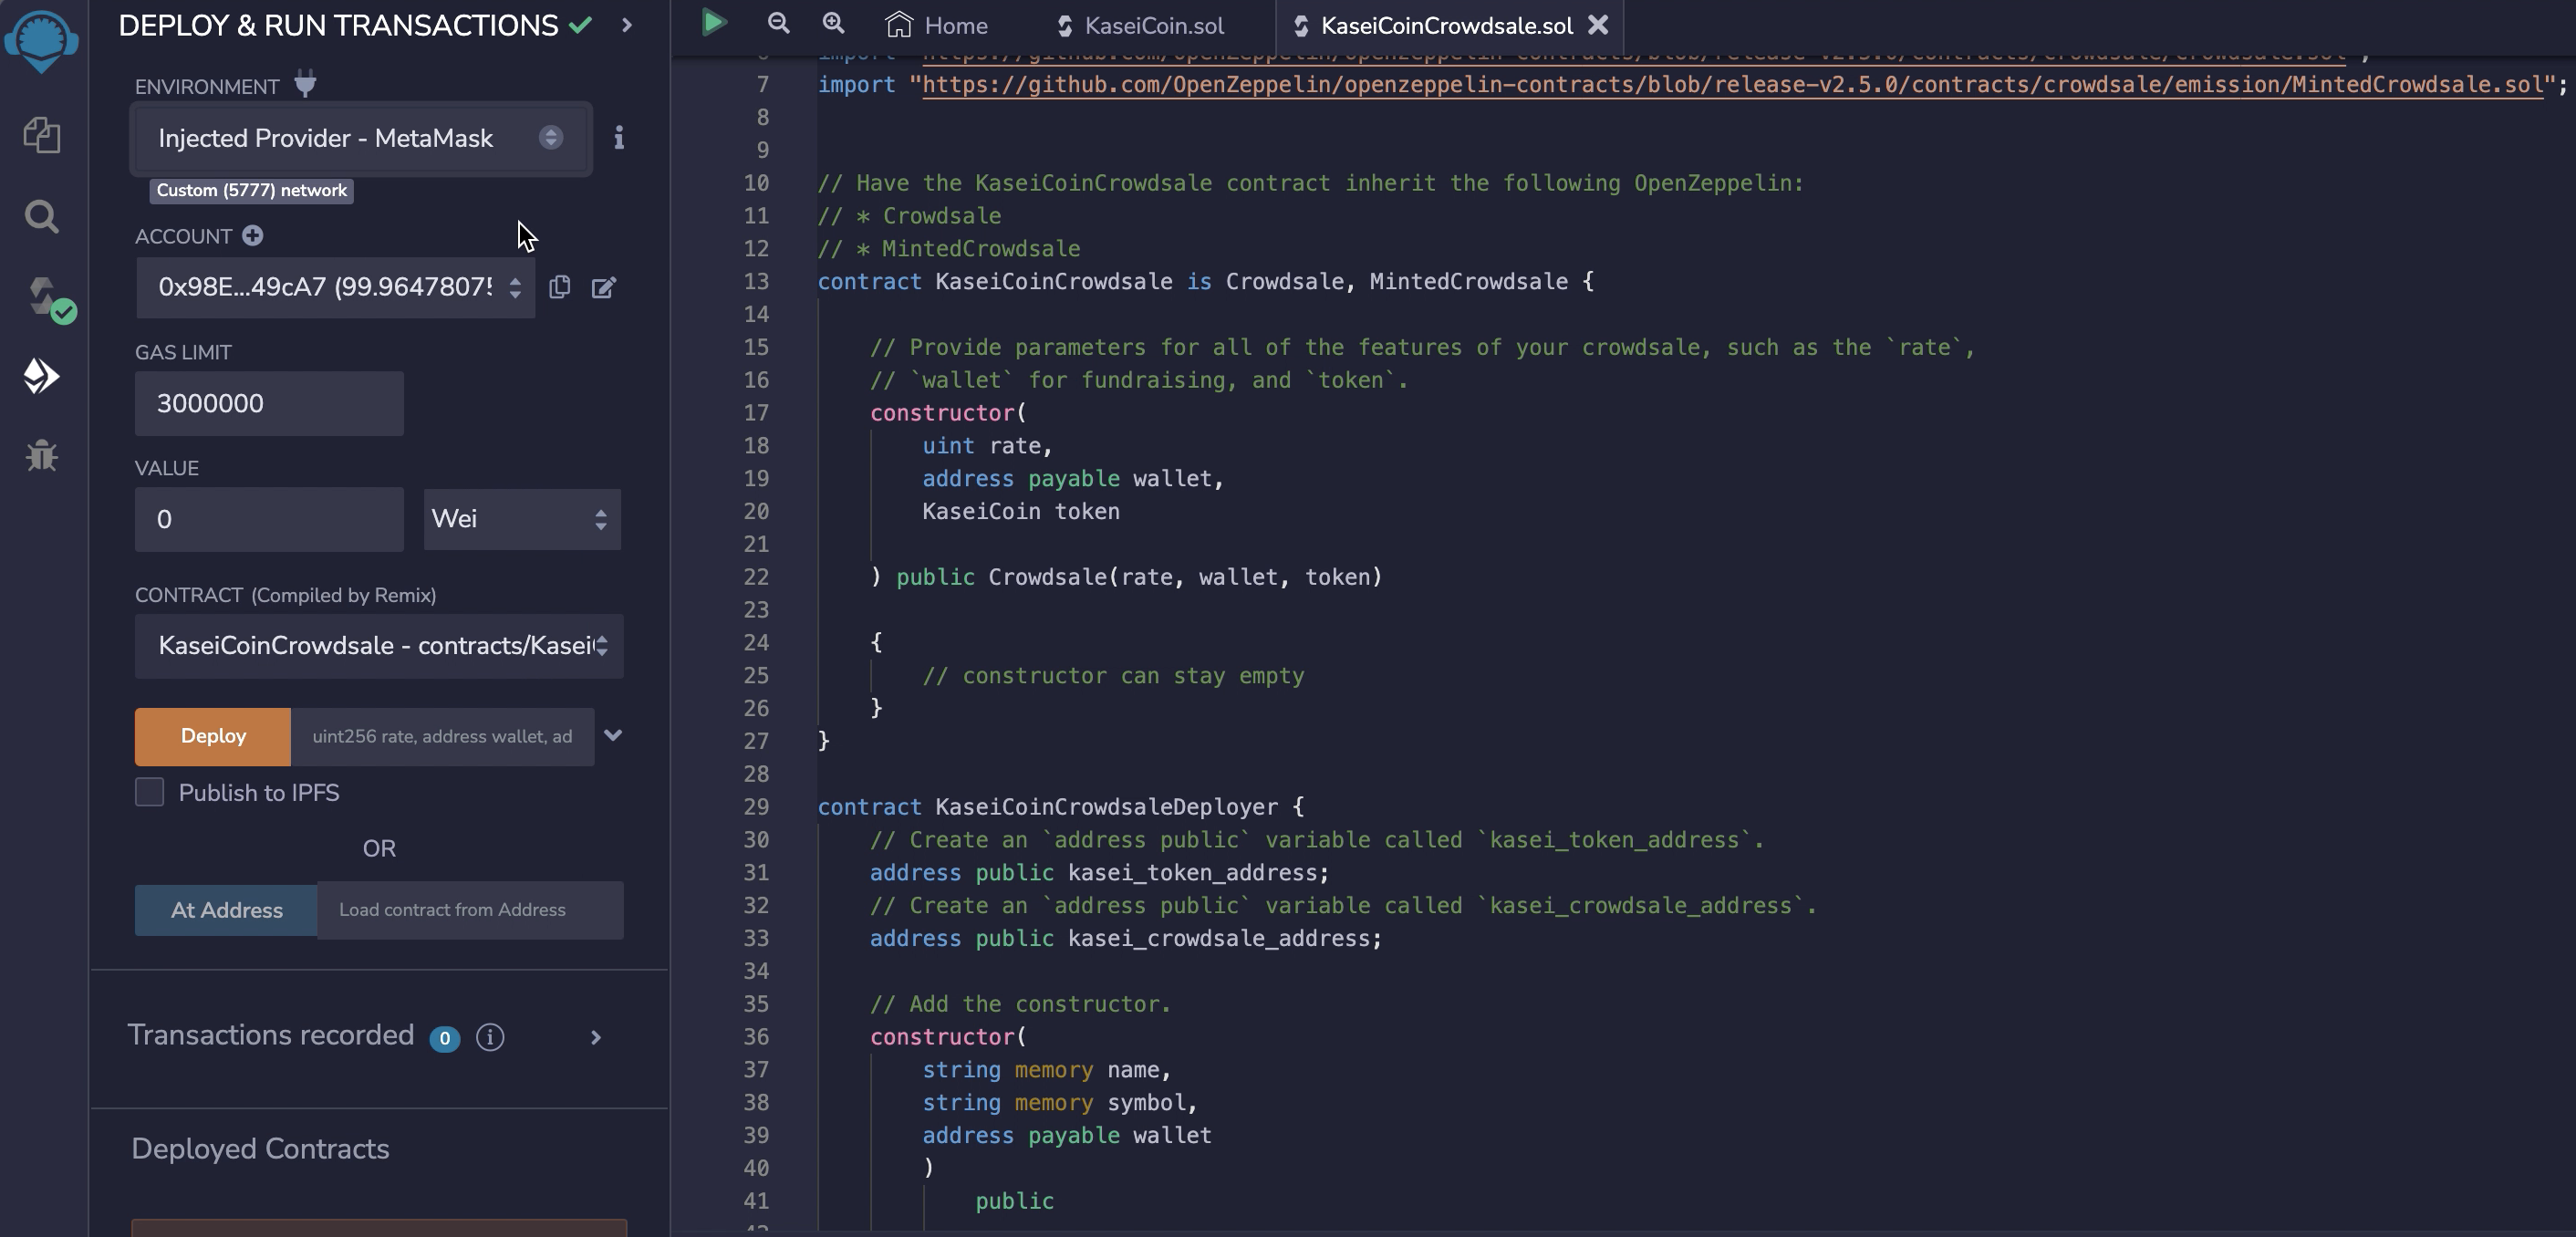 DEPLOY & RUN TRANSACTIONS
ENVIRONMENT
Injected Provider - MetaMask
Custom (5777) network
ACCOUNT
0x98E...49cA7 (99.96478075
GAS LIMIT
3000000
VALUE
0
Wei
CONTRACT (Compiled by Remix)
KaseiCoinCrowdsale - contracts/Kasei
Deploy
uint256 rate, address wallet, ad
Publish to IPFS
OR
At Address
Load contract from Address
Transactions recorded 0
Deployed Contracts
Home
KaseiCoin.sol
KaseiCoinCrowdsale.sol
7 import "https://github.com/OpenZeppelin/openzeppelin-contracts/blob/release-v2.5.0/contracts/crowdsale/emission/MintedCrowdsale.sol";
8
9
10 // Have the KaseiCoinCrowdsale contract inherit the following OpenZeppelin:
11 // * Crowdsale
12 // * MintedCrowdsale
13 contract KaseiCoinCrowdsale is Crowdsale, MintedCrowdsale {
14
15 // Provide parameters for all of the features of your crowdsale, such as the `rate`,
16 // `wallet` for fundraising, and `token`.
17 constructor(
18 uint rate,
19 address payable wallet,
20 KaseiCoin token
21
22 ) public Crowdsale(rate, wallet, token)
23
24 {
25 // constructor can stay empty
26 }
27 }
28
29 contract KaseiCoinCrowdsaleDeployer {
30 // Create an `address public` variable called `kasei_token_address`.
31 address public kasei_token_address;
32 // Create an `address public` variable called `kasei_crowdsale_address`.
33 address public kasei_crowdsale_address;
34
35 // Add the constructor.
36 constructor(
37 string memory name,
38 string memory symbol,
39 address payable wallet
40 )
41 public